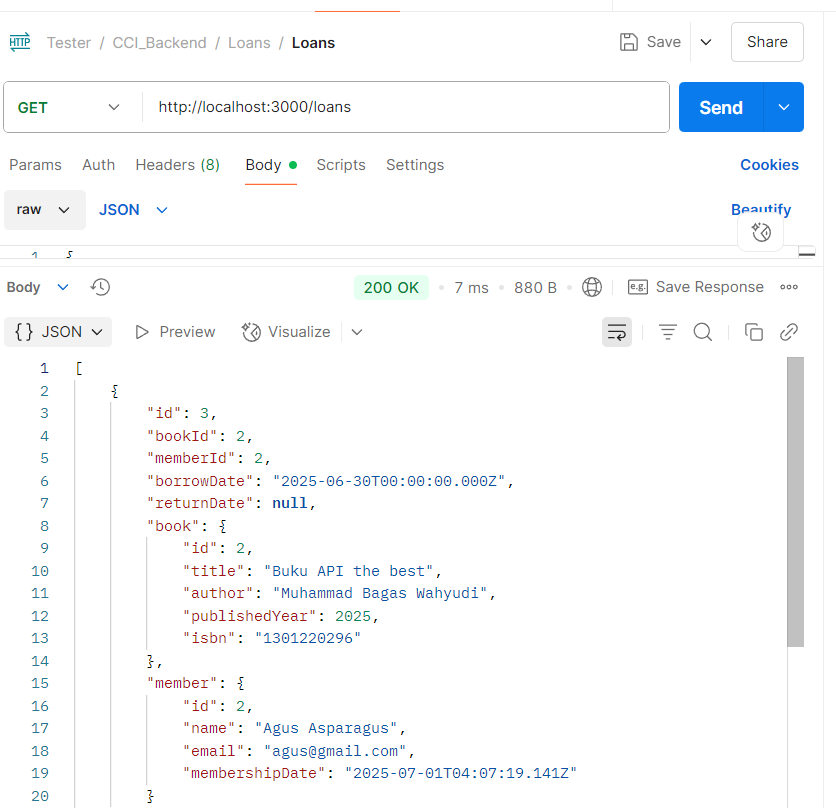 HTTP Tester / CCI_Backend / Loans / Loans Save Share
GET http://localhost:3000/loans Send
Params Auth Headers (8) Body Scripts Settings Cookies
raw JSON Beautify
1 {
Body 200 OK • 7 ms • 880 B • e.g. Save Response
{} JSON Preview Visualize
1 [
2 {
3 "id": 3,
4 "bookId": 2,
5 "memberId": 2,
6 "borrowDate": "2025-06-30T00:00:00.000Z",
7 "returnDate": null,
8 "book": {
9 "id": 2,
10 "title": "Buku API the best",
11 "author": "Muhammad Bagas Wahyudi",
12 "publishedYear": 2025,
13 "isbn": "1301220296"
14 },
15 "member": {
16 "id": 2,
17 "name": "Agus Asparagus",
18 "email": "agus@gmail.com",
19 "membershipDate": "2025-07-01T04:07:19.141Z"
20 }